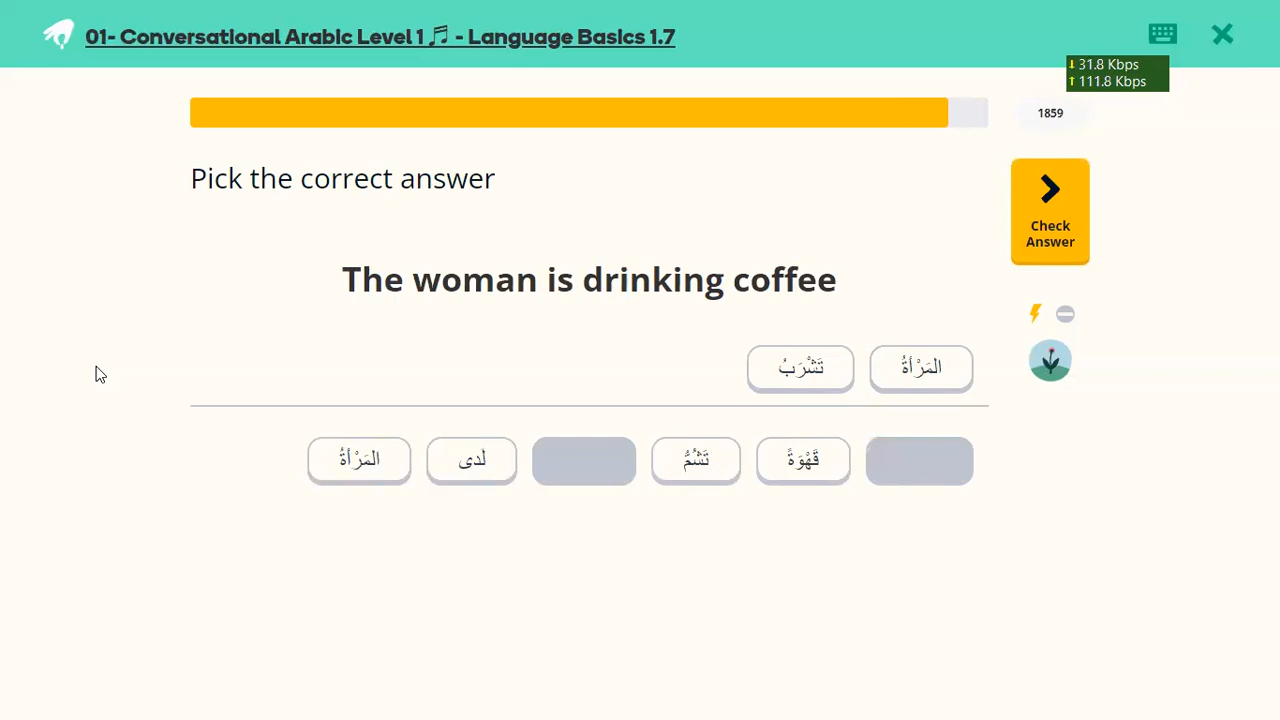 01- Conversational Arabic Level 1 🎵 - Language Basics 1.7
↓ 31.8 Kbps
↑ 111.8 Kbps
1859
Pick the correct answer
Check
Answer
The woman is drinking coffee
المَرْأةُ تَشْرَبُ
قَهْوَةً تَشُمُّ لَدى المَرْأةُ